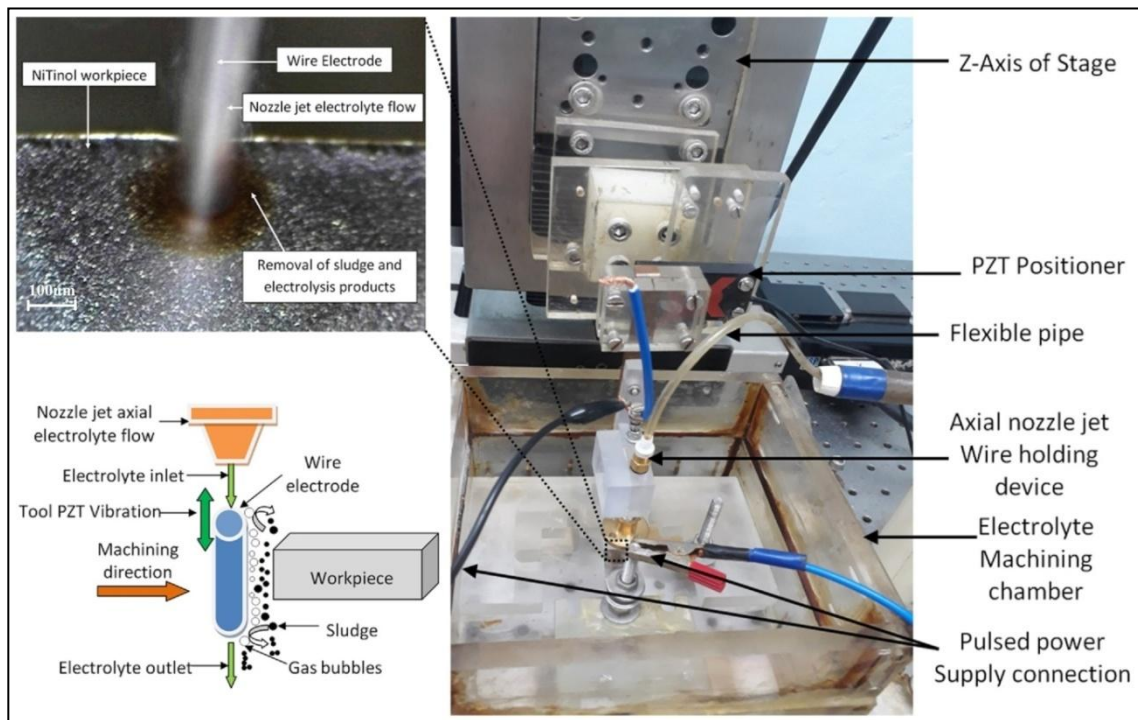 Wire Electrode
NiTinol workpiece
Nozzle jet electrolyte flow
Removal of sludge and
electrolysis products
100µm
Nozzle jet axial
electrolyte flow
Electrolyte inlet
Wire
electrode
Tool PZT Vibration
Machining
direction
Workpiece
Sludge
Electrolyte outlet
Gas bubbles
Z-Axis of Stage
PZT Positioner
Flexible pipe
Axial nozzle jet
Wire holding
device
Electrolyte
Machining
chamber
Pulsed power
Supply connection